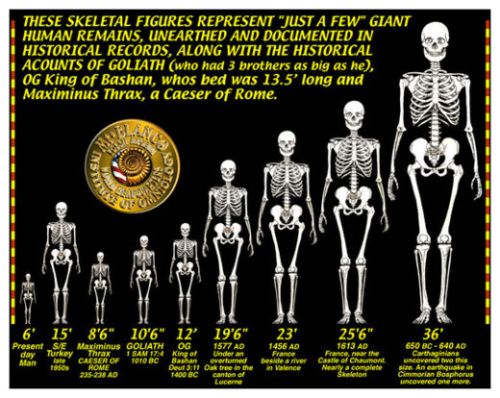 THESE SKELETAL FIGURES REPRESENT "JUST A FEW" GIANT
HUMAN REMAINS, UNEARTHED AND DOCUMENTED IN
HISTORICAL RECORDS, ALONG WITH THE HISTORICAL
ACOUNTS OF GOLIATH (who had 3 brothers as big as he),
OG King of Bashan, whos bed was 13.5' long and
Maximinus Thrax, a Caeser of Rome.
MT. BLANCO
6'
Present
day
Man
15'
S/E
Turkey
late
1950s
8'6"
Maximinus
Thrax
CAESER OF
ROME
235-238 AD
10'6"
GOLIATH
1 SAM 17:4
1010 BC
12'
OG
King of
Bashan
Deut 3:11
1400 BC
19'6"
1577 AD
Under an
overturned
Oak tree in the
canton of
Lucerne
23'
1456 AD
France
beside a river
in Valence
25'6"
1613 AD
France, near the
Castle of Chaumont.
Nearly a complete
Skeleton
36'
650 BC - 640 AD
Carthaginians
uncovered two this
size. An earthquake in
Cimmorian Bosphorus
uncovered one more.